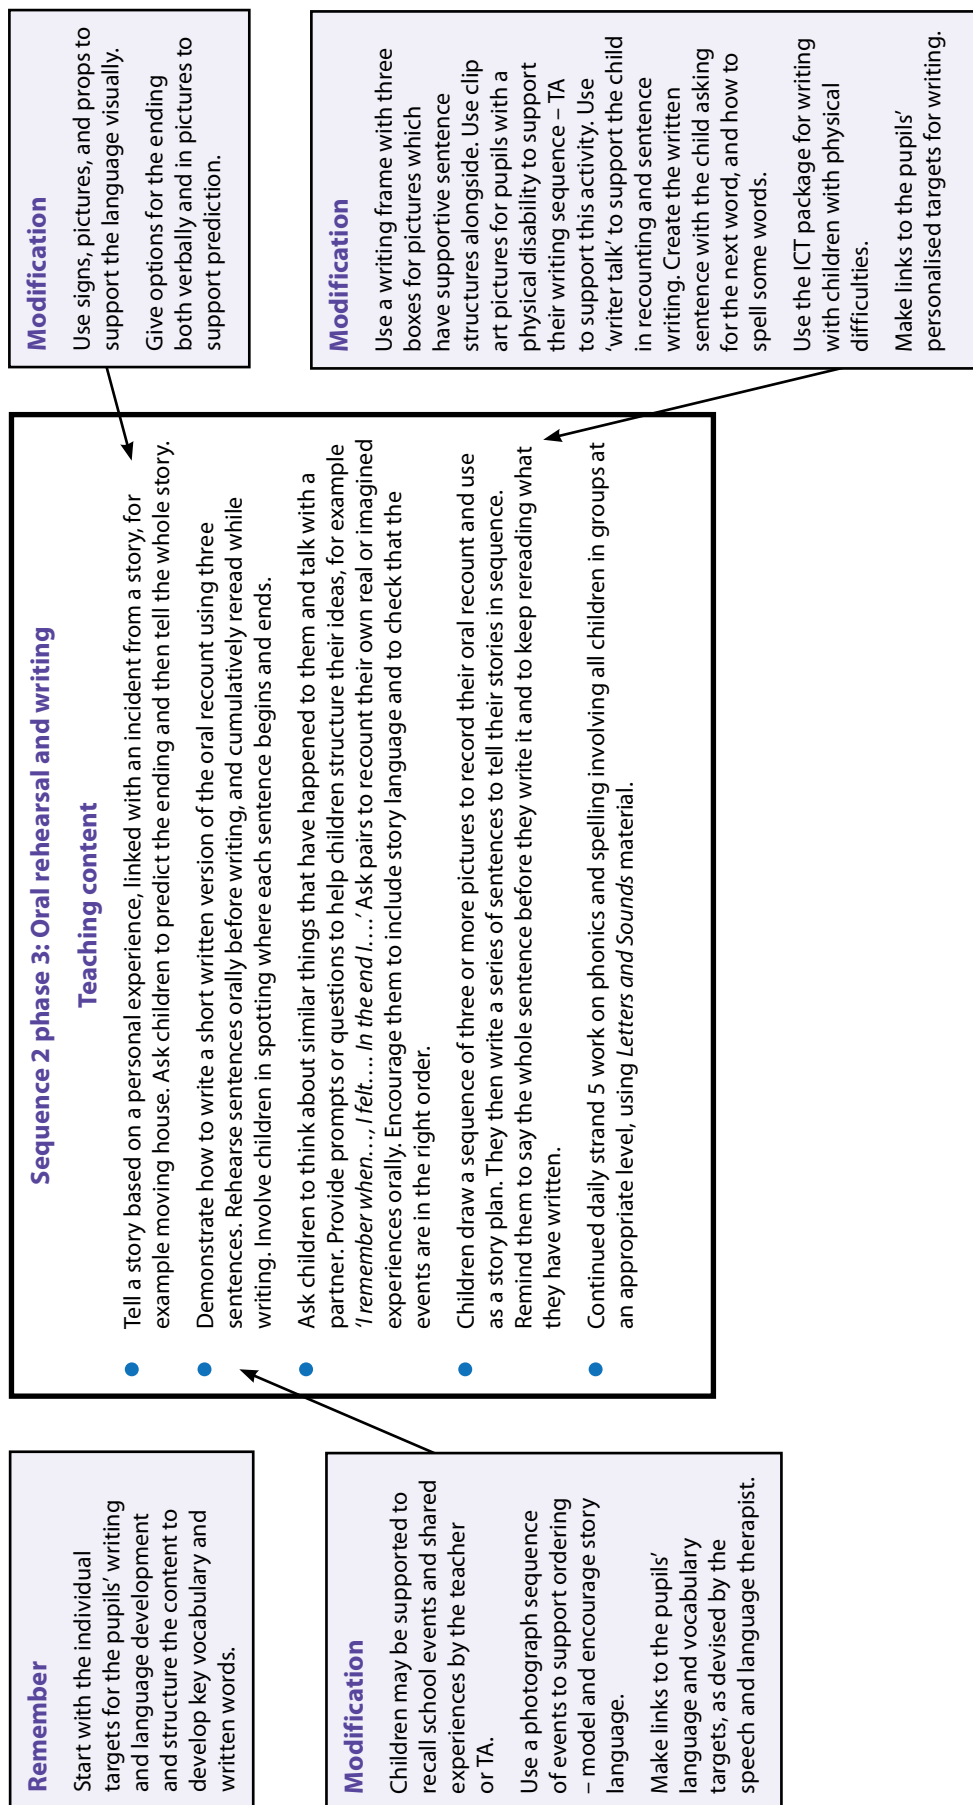 Remember
Start with the individual
targets for the pupils’ writing
and language development
and structure the content to
develop key vocabulary and
written words.
Modification
Children may be supported to
recall school events and shared
experiences by the teacher
or TA.
Use a photograph sequence
of events to support ordering
– model and encourage story
language.
Make links to the pupils’
language and vocabulary
targets, as devised by the
speech and language therapist.
Sequence 2 phase 3: Oral rehearsal and writing
Teaching content
• Tell a story based on a personal experience, linked with an incident from a story, for
example moving house. Ask children to predict the ending and then tell the whole story.
• Demonstrate how to write a short written version of the oral recount using three
sentences. Rehearse sentences orally before writing, and cumulatively reread while
writing. Involve children in spotting where each sentence begins and ends.
• Ask children to think about similar things that have happened to them and talk with a
partner. Provide prompts or questions to help children structure their ideas, for example
‘I remember when…, I felt…. In the end I….’ Ask pairs to recount their own real or imagined
experiences orally. Encourage them to include story language and to check that the
events are in the right order.
• Children draw a sequence of three or more pictures to record their oral recount and use
as a story plan. They then write a series of sentences to tell their stories in sequence.
Remind them to say the whole sentence before they write it and to keep rereading what
they have written.
• Continued daily strand 5 work on phonics and spelling involving all children in groups at
an appropriate level, using Letters and Sounds material.
Modification
Use signs, pictures, and props to
support the language visually.
Give options for the ending
both verbally and in pictures to
support prediction.
Modification
Use a writing frame with three
boxes for pictures which
have supportive sentence
structures alongside. Use clip
art pictures for pupils with a
physical disability to support
their writing sequence – TA
to support this activity. Use
‘writer talk’ to support the child
in recounting and sentence
writing. Create the written
sentence with the child asking
for the next word, and how to
spell some words.
Use the ICT package for writing
with children with physical
difficulties.
Make links to the pupils’
personalised targets for writing.